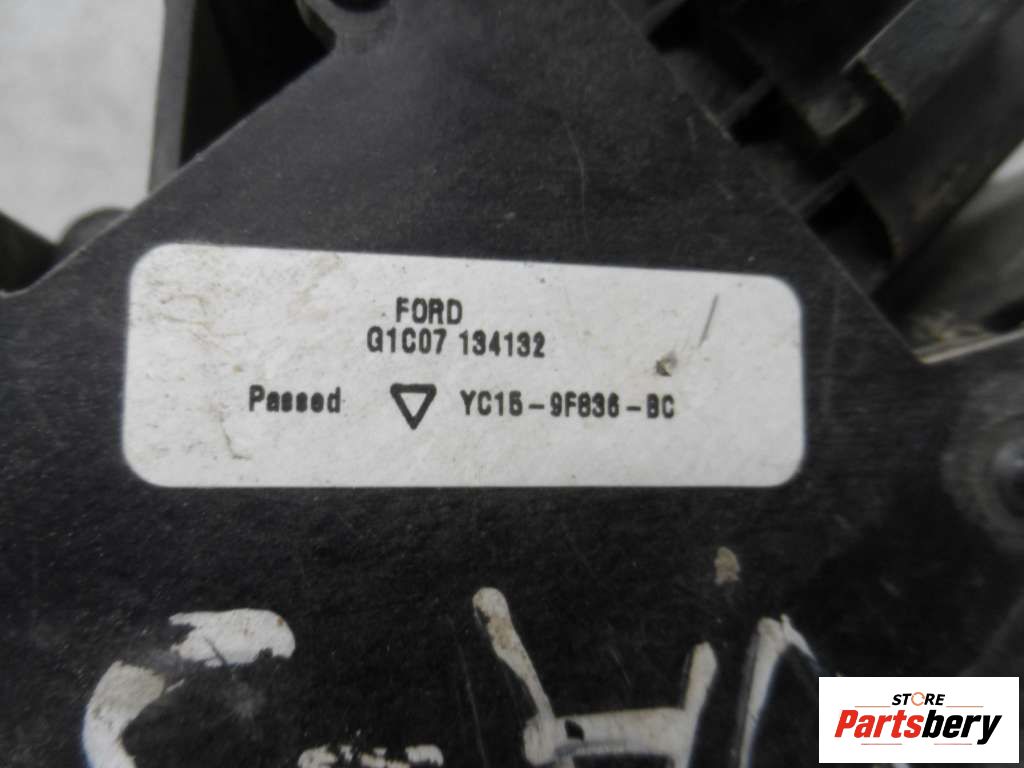 FORD
G1C07 134132
Passed YC15-9F836-BC
STORE
Partsbery